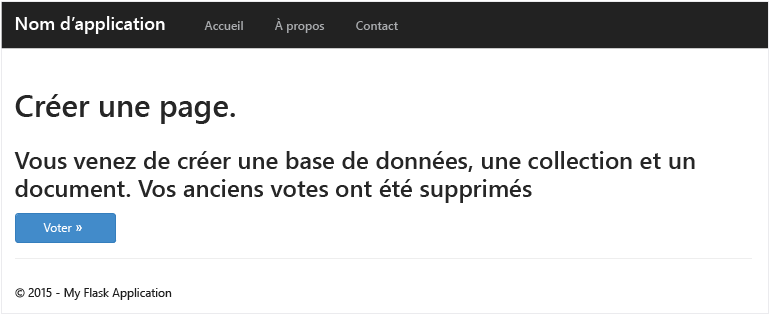 Nom d’application Accueil À propos Contact
Créer une page.
Vous venez de créer une base de données, une collection et un
document. Vos anciens votes ont été supprimés
Voter »
© 2015 - My Flask Application